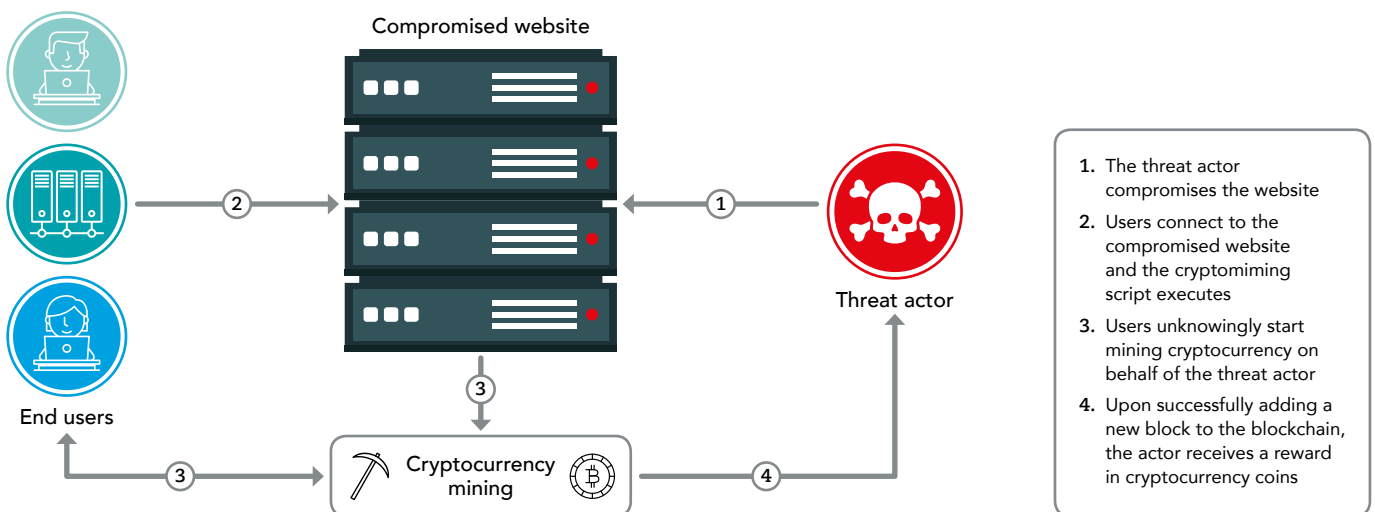 Compromised website
2
1
Threat actor
End users
3
3
Cryptocurrency
mining
4
1. The threat actor
compromises the website
2. Users connect to the
compromised website
and the cryptomiming
script executes
3. Users unknowingly start
mining cryptocurrency on
behalf of the threat actor
4. Upon successfully adding a
new block to the blockchain,
the actor receives a reward
in cryptocurrency coins